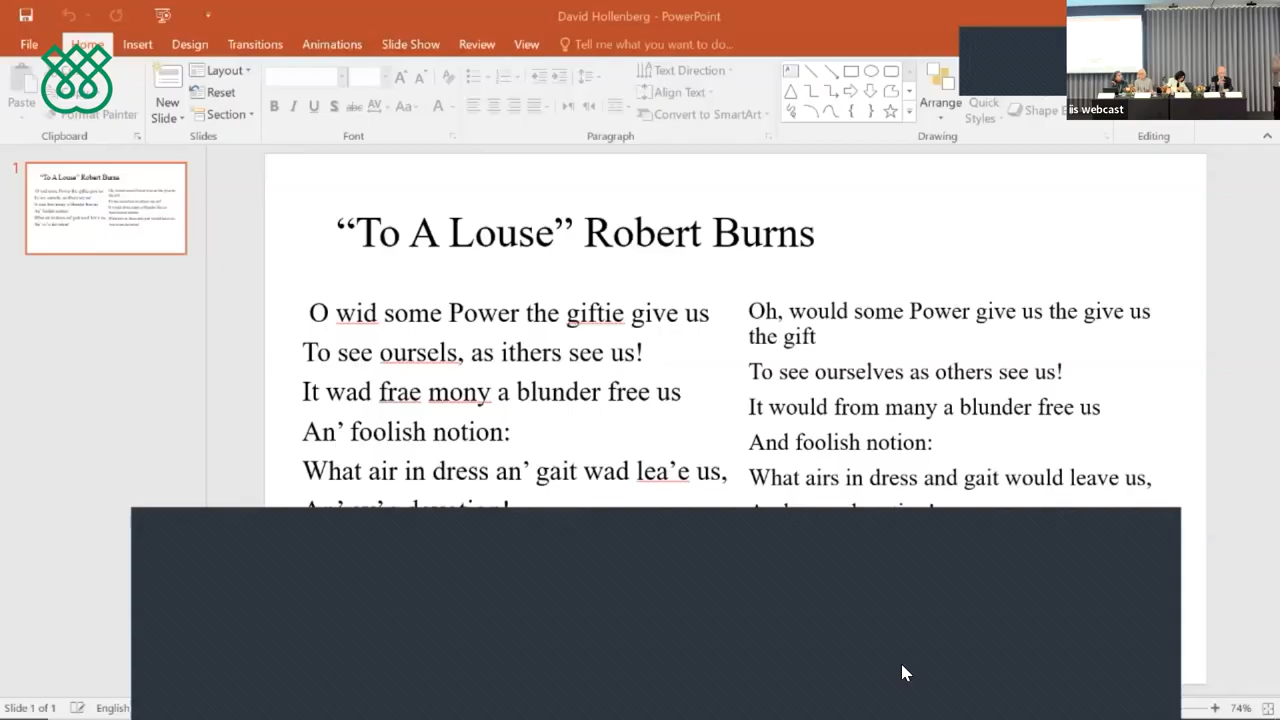 David Hollenberg - PowerPoint
File
Home
Insert
Design
Transitions
Animations
Slide Show
Review
View
Tell me what you want to do...
Paste
Format Painter
Clipboard
New
Slide
Layout
Reset
Section
Slides
B I U S abc AV Aa A
Font
Text Direction
Align Text
Convert to SmartArt
Paragraph
Arrange
Quick
Styles
Shape
Drawing
Editing
iis webcast
1
“To A Louse” Robert Burns
O wid some Power the giftie give us
To see oursels, as ithers see us!
It wad frae mony a blunder free us
An’ foolish notion:
What air in dress an’ gait wad lea’e us,
Oh, would some Power give us the give us
the gift
To see ourselves as others see us!
It would from many a blunder free us
And foolish notion:
What airs in dress and gait would leave us,
Slide 1 of 1
English
74%